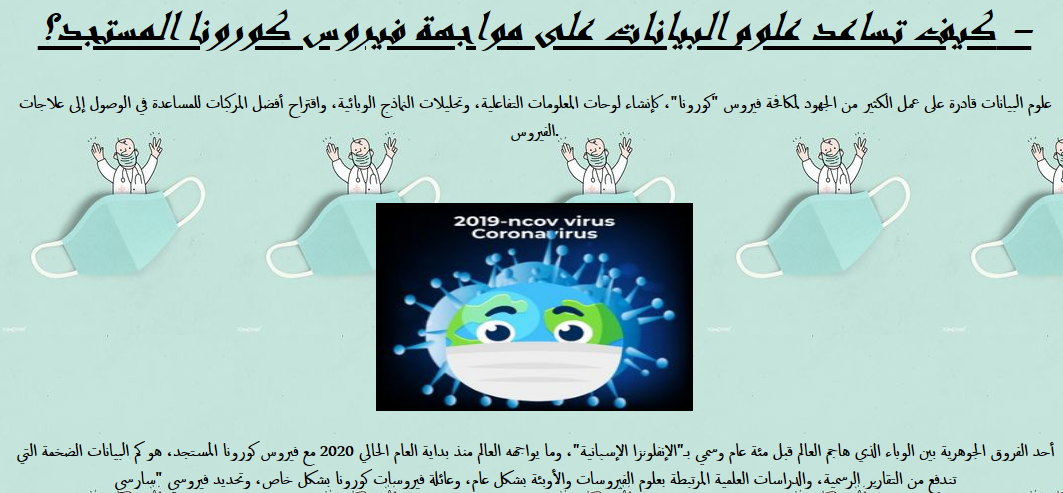 - كيف تساعد علوم البيانات على مواجهة فيروس كورونا المستجد؟
علوم البيانات قادرة على عمل الكثير من الجهود لمكافحة فيروس "كورونا"، كإنشاء لوحات المعلومات التفاعلية، وتحليلات النماذج الوبائية، واقتراح أفضل المركبات للمساعدة في الوصول إلى علاجات
الفيروس.
2019-ncov virus
Coronavirus
أحد الفروق الجوهرية بين الوباء الذي هاجم العالم قبل مئة عام وسمي بـ"الإنفلونزا الإسبانية"، وما يواجهه العالم منذ بداية العام الحالي 2020 مع فيروس كورونا المستجد، هو كم البيانات الضخمة التي
تندفع من التقارير الرسمية، والدراسات العلمية المرتبطة بعلوم الفيروسات والأوبئة بشكل عام، وعائلة فيروسات كورونا بشكل خاص، وتحديد فيروسي "سارسي